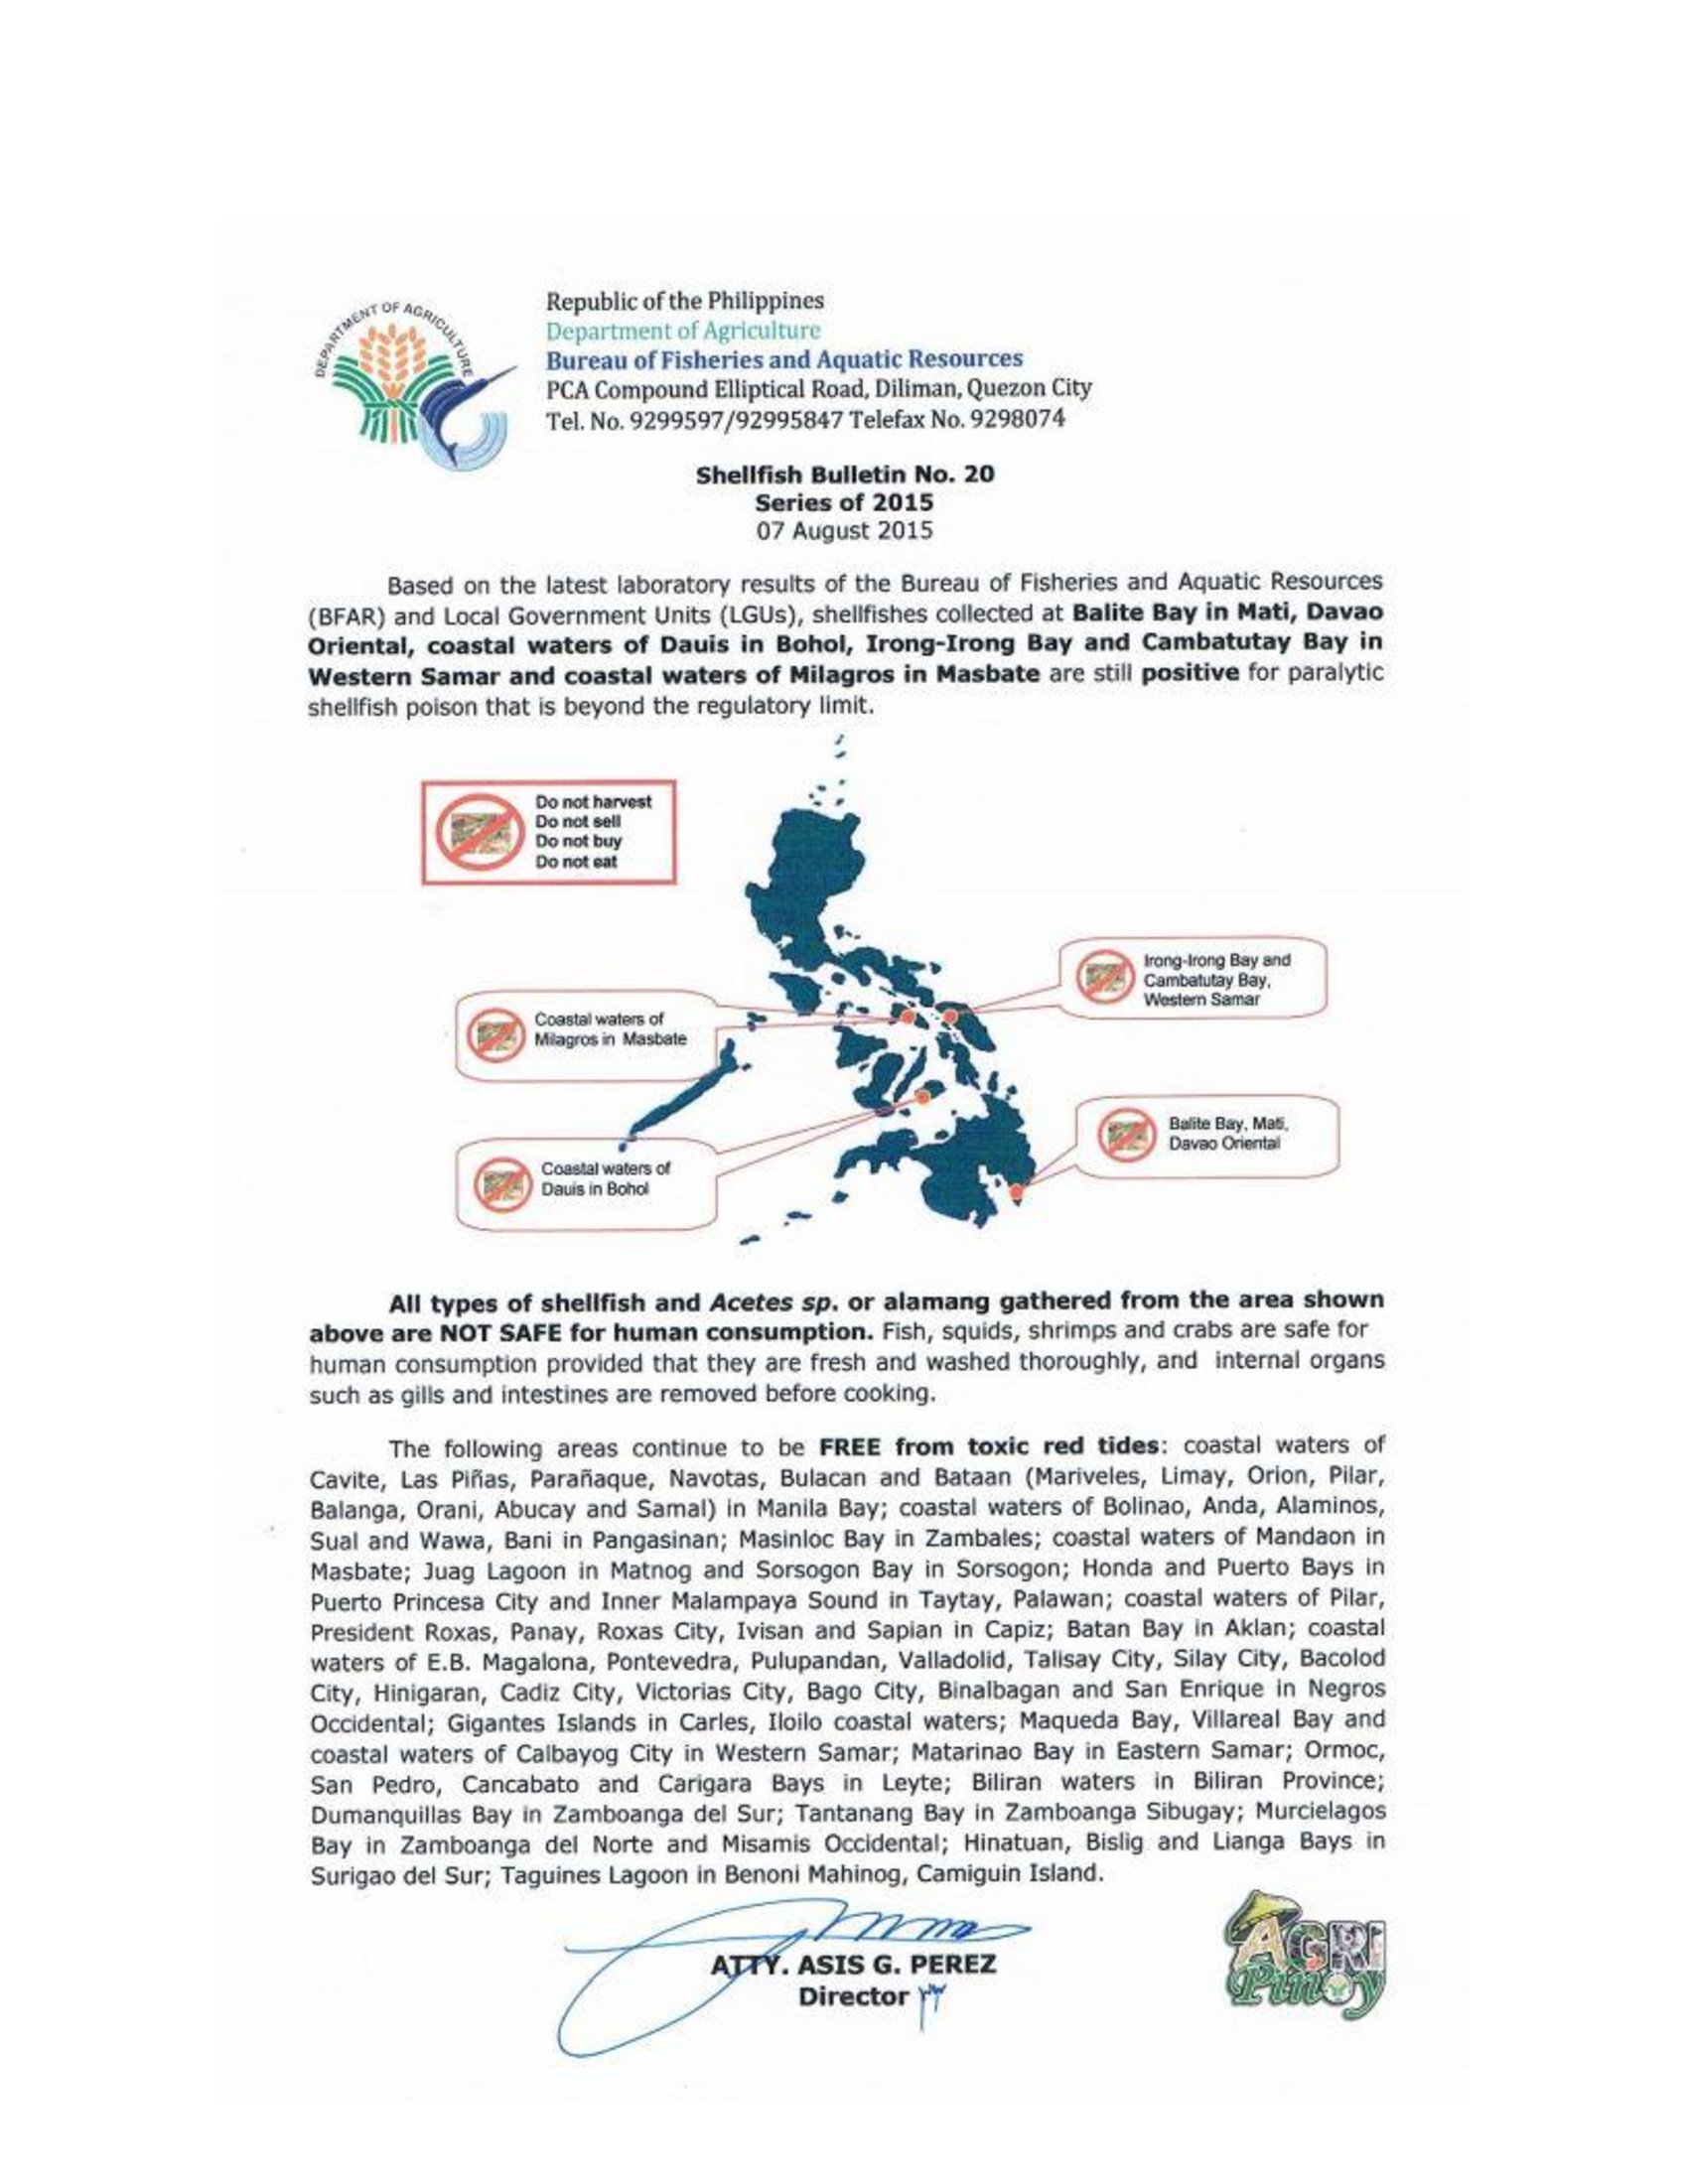 DEPARTMENT OF AGRICULTURE
Republic of the Philippines
Department of Agriculture
Bureau of Fisheries and Aquatic Resources
PCA Compound Elliptical Road, Diliman, Quezon City
Tel. No. 9299597/92995847 Telefax No. 9298074
Shellfish Bulletin No. 20
Series of 2015
07 August 2015
Based on the latest laboratory results of the Bureau of Fisheries and Aquatic Resources
(BFAR) and Local Government Units (LGUs), shellfishes collected at Balite Bay in Mati, Davao
Oriental, coastal waters of Dauis in Bohol, Irong-Irong Bay and Cambatutay Bay in
Western Samar and coastal waters of Milagros in Masbate are still positive for paralytic
shellfish poison that is beyond the regulatory limit.
Do not harvest
Do not sell
Do not buy
Do not eat
Irong-Irong Bay and
Cambatutay Bay,
Western Samar
Coastal waters of
Milagros in Masbate
Balite Bay, Mati,
Davao Oriental
Coastal waters of
Dauis in Bohol
All types of shellfish and Acetes sp. or alamang gathered from the area shown
above are NOT SAFE for human consumption. Fish, squids, shrimps and crabs are safe for
human consumption provided that they are fresh and washed thoroughly, and internal organs
such as gills and intestines are removed before cooking.
The following areas continue to be FREE from toxic red tides: coastal waters of
Cavite, Las Piñas, Parañaque, Navotas, Bulacan and Bataan (Mariveles, Limay, Orion, Pilar,
Balanga, Orani, Abucay and Samal) in Manila Bay; coastal waters of Bolinao, Anda, Alaminos,
Sual and Wawa, Bani in Pangasinan; Masinloc Bay in Zambales; coastal waters of Mandaon in
Masbate; Juag Lagoon in Matnog and Sorsogon Bay in Sorsogon; Honda and Puerto Bays in
Puerto Princesa City and Inner Malampaya Sound in Taytay, Palawan; coastal waters of Pilar,
President Roxas, Panay, Roxas City, Ivisan and Sapian in Capiz; Batan Bay in Aklan; coastal
waters of E.B. Magalona, Pontevedra, Pulupandan, Valladolid, Talisay City, Silay City, Bacolod
City, Hinigaran, Cadiz City, Victorias City, Bago City, Binalbagan and San Enrique in Negros
Occidental; Gigantes Islands in Carles, Iloilo coastal waters; Maqueda Bay, Villareal Bay and
coastal waters of Calbayog City in Western Samar; Matarinao Bay in Eastern Samar; Ormoc,
San Pedro, Cancabato and Carigara Bays in Leyte; Biliran waters in Biliran Province;
Dumanquillas Bay in Zamboanga del Sur; Tantanang Bay in Zamboanga Sibugay; Murcielagos
Bay in Zamboanga del Norte and Misamis Occidental; Hinatuan, Bislig and Lianga Bays in
Surigao del Sur; Taguines Lagoon in Benoni Mahinog, Camiguin Island.
ATTY. ASIS G. PEREZ
Director
AGRI
Pinoy